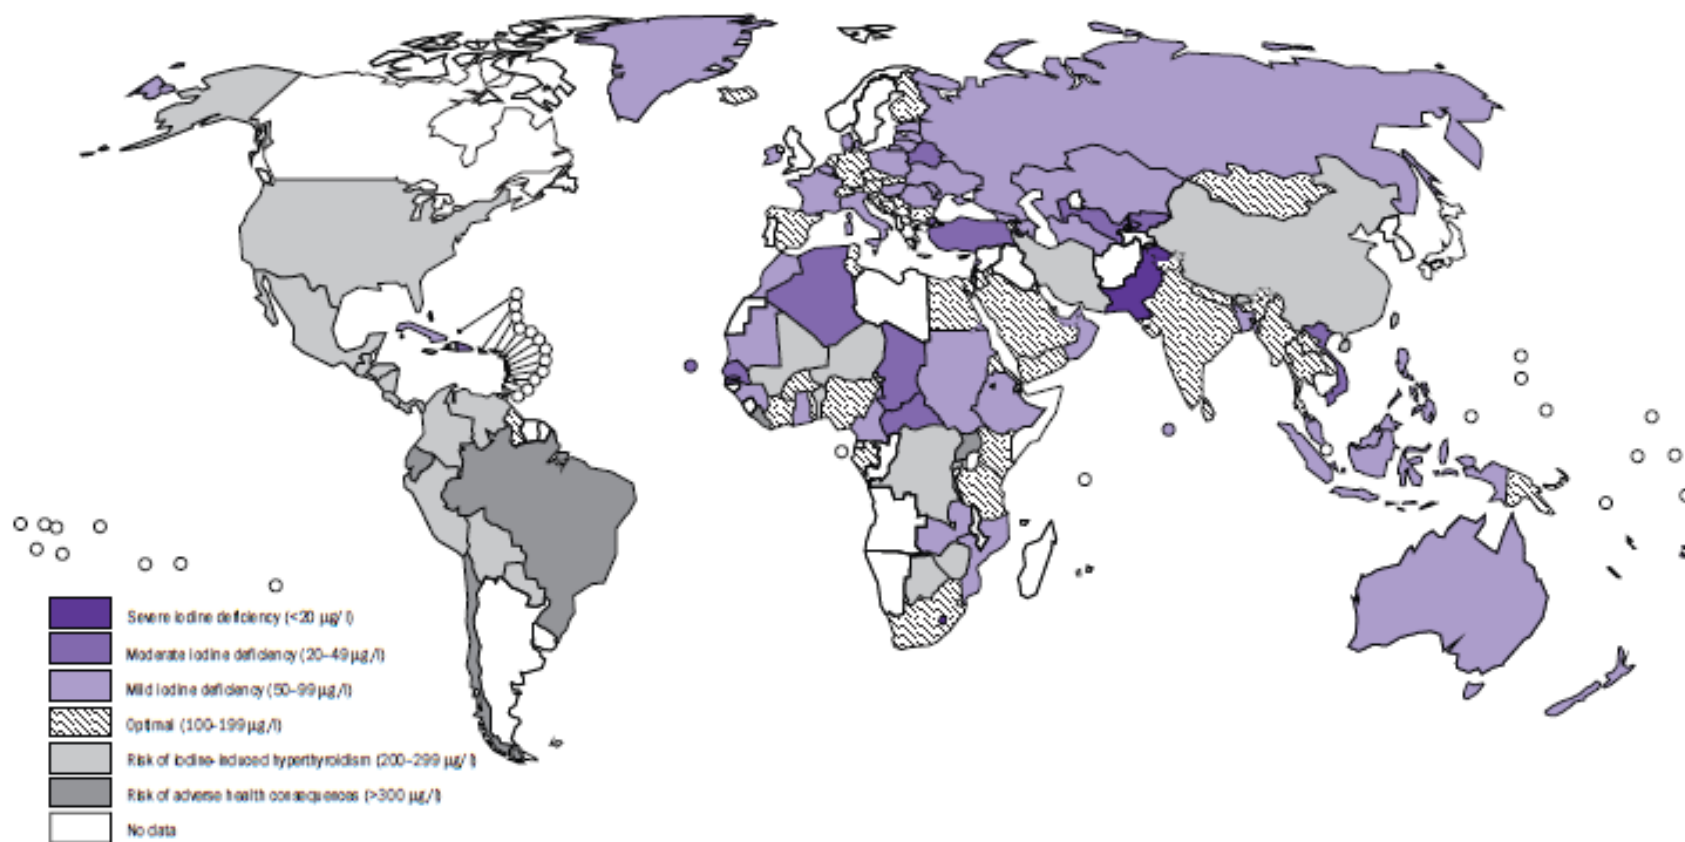 Severe iodine deficiency (<20 µg/l)
Moderate iodine deficiency (20–49 µg/l)
Mild iodine deficiency (50–99 µg/l)
Optimal (100–199 µg/l)
Risk of iodine-induced hyperthyroidism (200–299 µg/l)
Risk of adverse health consequences (>300 µg/l)
No data